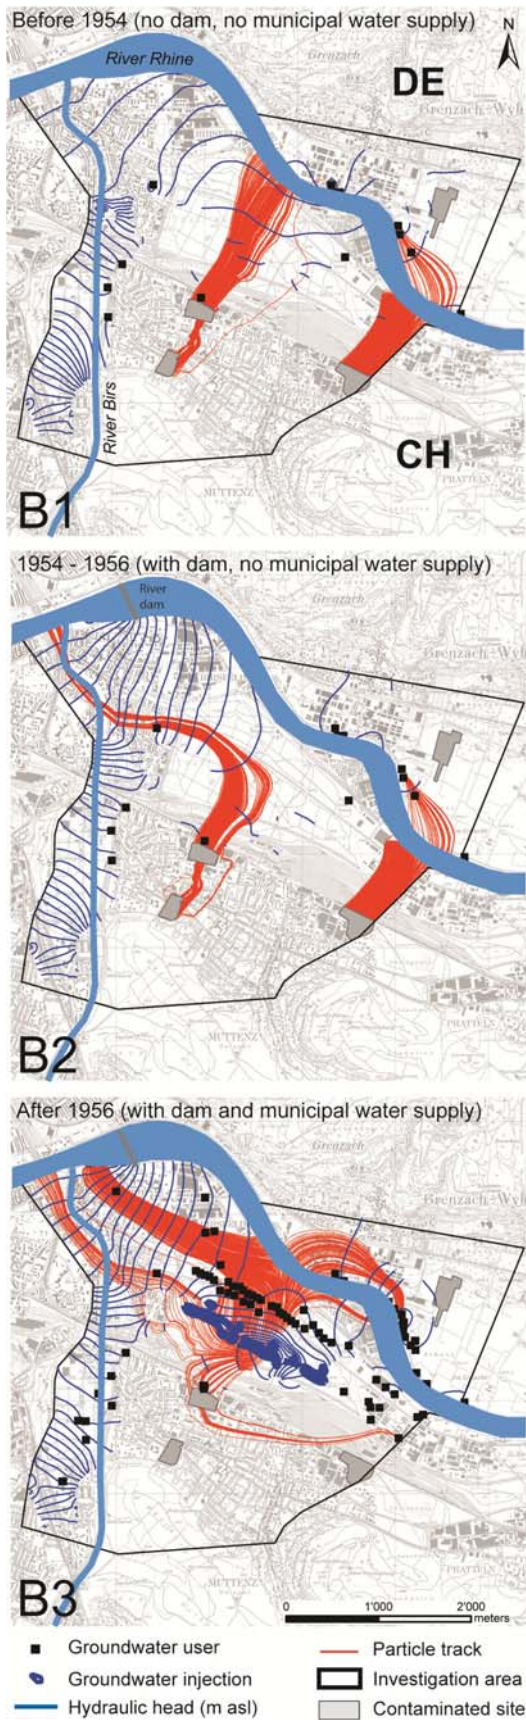 Before 1954 (no dam, no municipal water supply)
N
River Rhine
Grenzach
DE
Grenzach-Wyhl
River Birs
CH
MUTTENZ
PRATTELN
B1
1954 - 1956 (with dam, no municipal water supply)
River
dam
Grenzach
Grenzach-Wyhl
MUTTENZ
PRATTELN
B2
After 1956 (with dam and municipal water supply)
Grenzach
Grenzach-Wyhl
MUTTENZ
PRATTELN
B3
0 1'000 2'000
meters
Groundwater user
Particle track
Groundwater injection
Investigation area
Hydraulic head (m asl)
Contaminated site